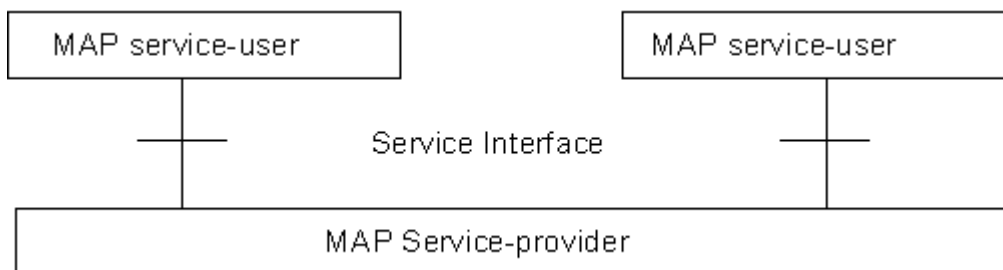 MAP service-user
MAP service-user
Service Interface
MAP Service-provider